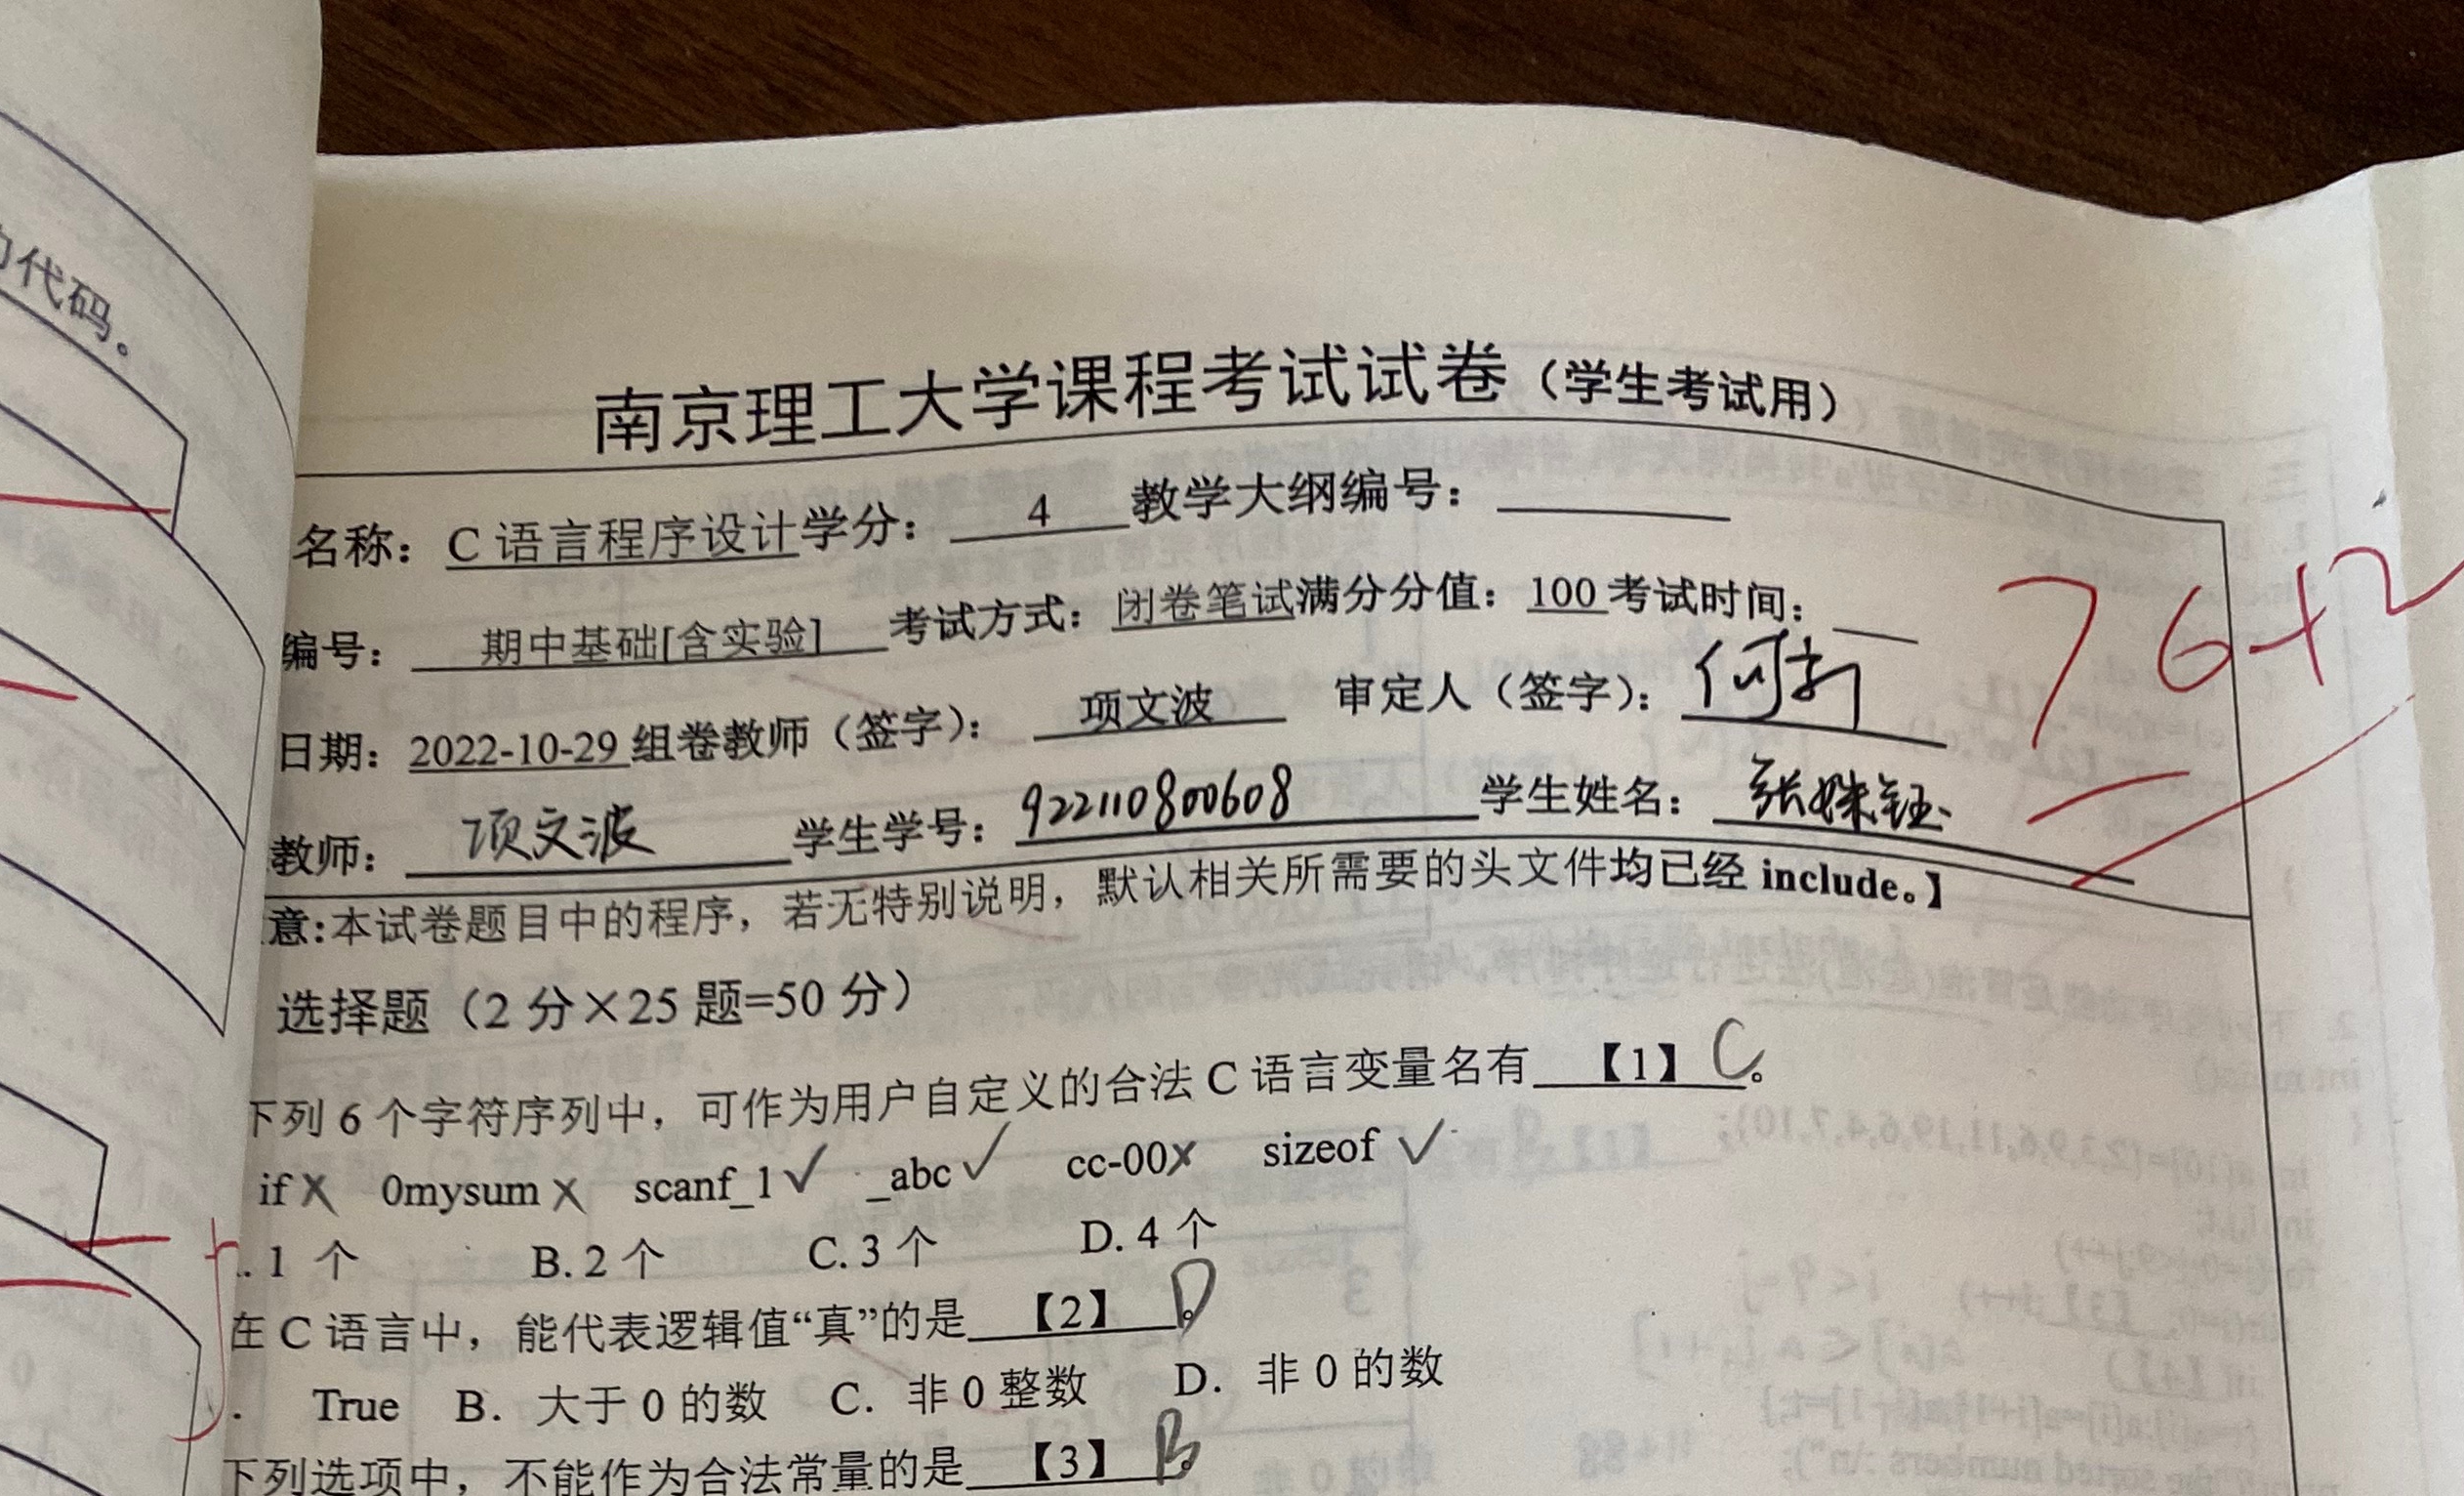 的代码。
南京理工大学课程考试试卷（学生考试用）
名称：C 语言程序设计学分：4 教学大纲编号：
编号：期中基础[含实验] 考试方式：闭卷笔试满分分值：100 考试时间：
日期：2022-10-29 组卷教师（签字）：项文波 审定人（签字）：何新
教师：项文波 学生学号：922110800608 学生姓名：张姝钰
76+2
意:本试卷题目中的程序，若无特别说明，默认相关所需要的头文件均已经 include。】
选择题（2 分×25 题=50 分）
下列 6 个字符序列中，可作为用户自定义的合法 C 语言变量名有 【1】 C 。
if X 0mysum X scanf_1 √ _abc √ cc-00 X sizeof √
. 1 个 B. 2 个 C. 3 个 D. 4 个
在 C 语言中，能代表逻辑值“真”的是 【2】 D 。
. True B. 大于 0 的数 C. 非 0 整数 D. 非 0 的数
下列选项中，不能作为合法常量的是 【3】 B 。